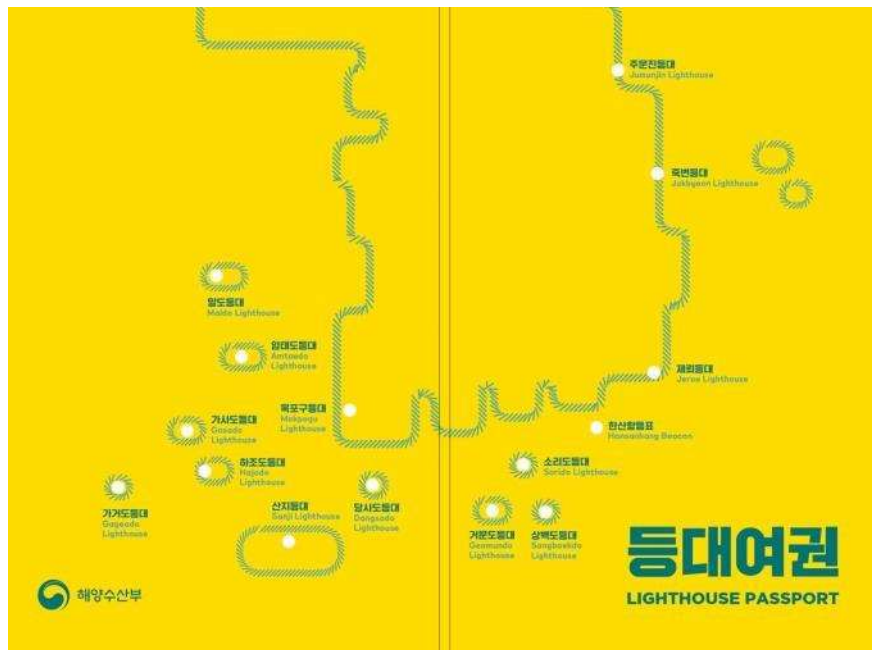 주문진등대
Jumunjin Lighthouse
죽변등대
Jukbyeon Lighthouse
말도등대
Maldo Lighthouse
암태도등대
Amtaedo
Lighthouse
제뢰등대
Jeroe Lighthouse
목포구등대
Mokpogu
Lighthouse
가사도등대
Gasado
Lighthouse
한산항등표
Hansanhang Beacon
하조도등대
Hajodo
Lighthouse
소리도등대
Sorido Lighthouse
가거도등대
Gageodo
Lighthouse
산지등대
Sanji Lighthouse
당사도등대
Dangsado
Lighthouse
거문도등대
Geomundo
Lighthouse
상백도등대
Sangbaekdo
Lighthouse
등대여권
LIGHTHOUSE PASSPORT
해양수산부